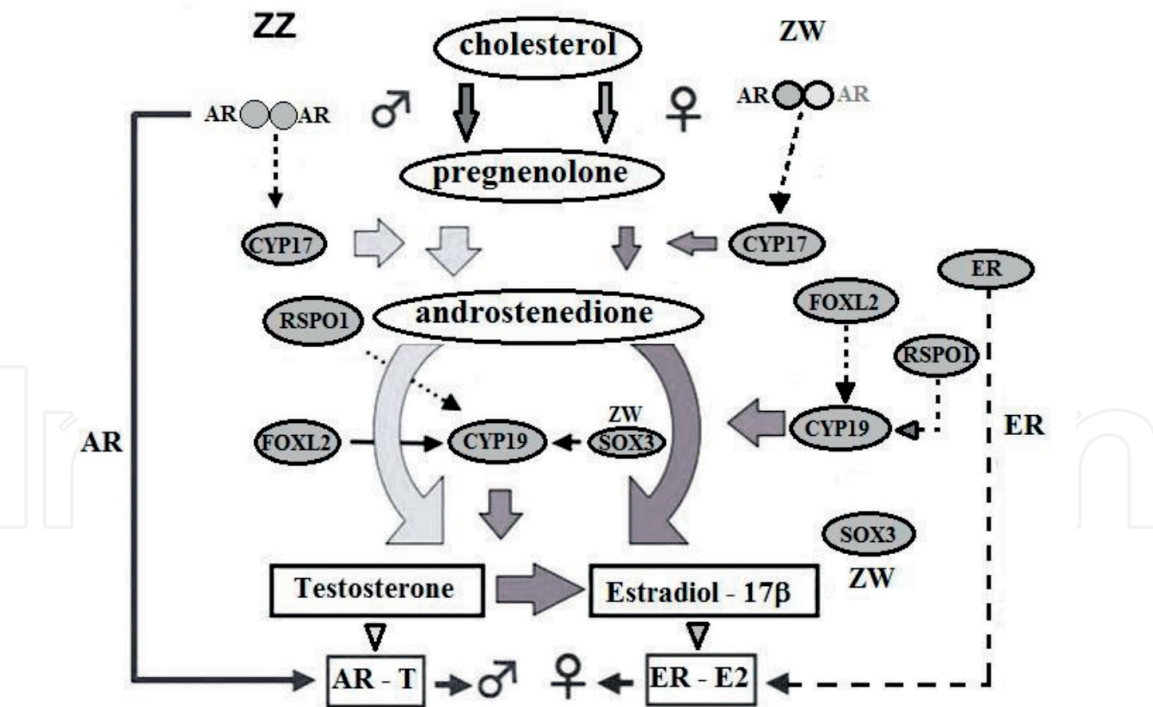 ZZ
cholesterol
ZW
AR AR
♂
♀
AR AR
pregnenolone
CYP17
CYP17
ER
FOXL2
RSPO1
androstenedione
RSPO1
ZW
FOXL2
CYP19
SOX3
CYP19
ER
AR
SOX3
ZW
Testosterone
Estradiol - 17β
AR - T
♂
♀
ER - E2